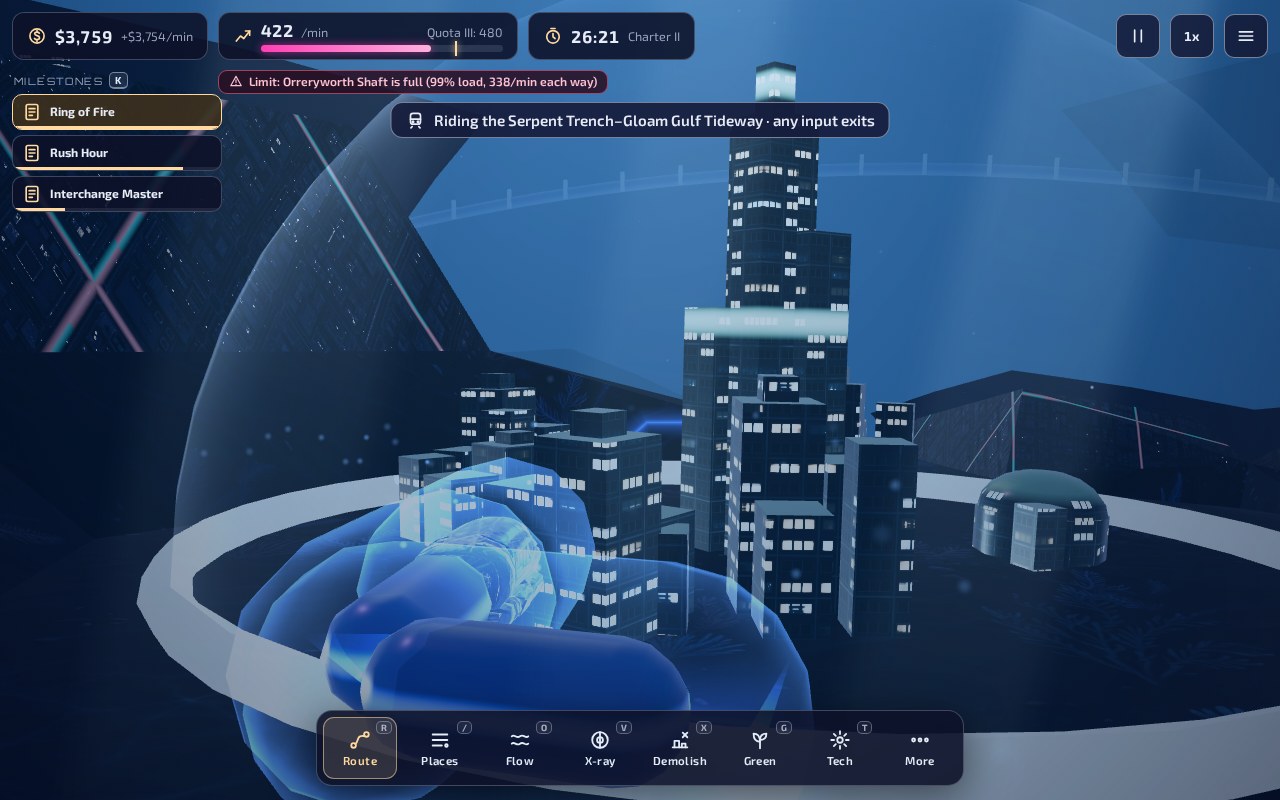 $3,759 +$3,754/min
422 /min Quota III: 480
26:21 Charter II
1x
MILESTONES K
Limit: Orreryworth Shaft is full (99% load, 338/min each way)
Ring of Fire
Riding the Serpent Trench–Gloam Gulf Tideway · any input exits
Rush Hour
Interchange Master
R / O V X G T
Route Places Flow X-ray Demolish Green Tech More